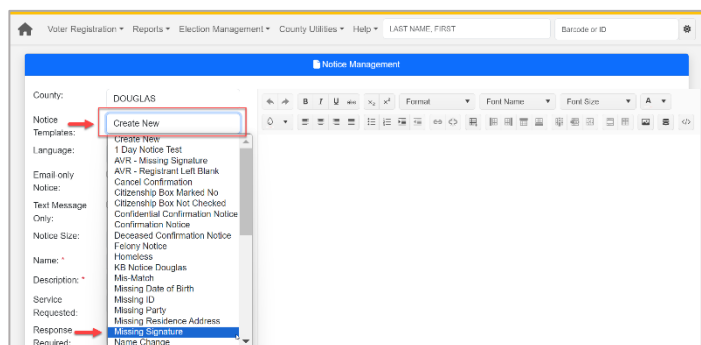 Voter Registration Reports Election Management County Utilities Help LAST NAME, FIRST Barcode or ID
Notice Management
County: DOUGLAS
Notice Templates: Create New
B I U abc x₂ x² Format Font Name Font Size A
Language:
Email only Notice:
Text Message Only:
Notice Size:
Name: *
Description: *
Service Requested:
Response Required:
Create New
1 Day Notice Test
AVR - Missing Signature
AVR - Registrant Left Blank
Cancel Confirmation
Citizenship Box Marked No
Citizenship Box Not Checked
Confidential Confirmation Notice
Confirmation Notice
Deceased Confirmation Notice
Felony Notice
Homeless
KB Notice Douglas
Mis-Match
Missing Date of Birth
Missing ID
Missing Party
Missing Residence Address
Missing Signature
Name Change